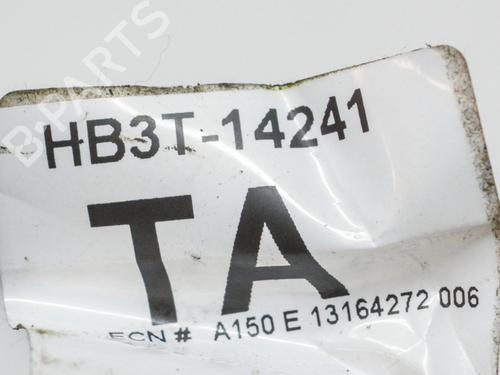 B-PARTS
HB3T-14241
TA
ECN # A150 E 13164272 006